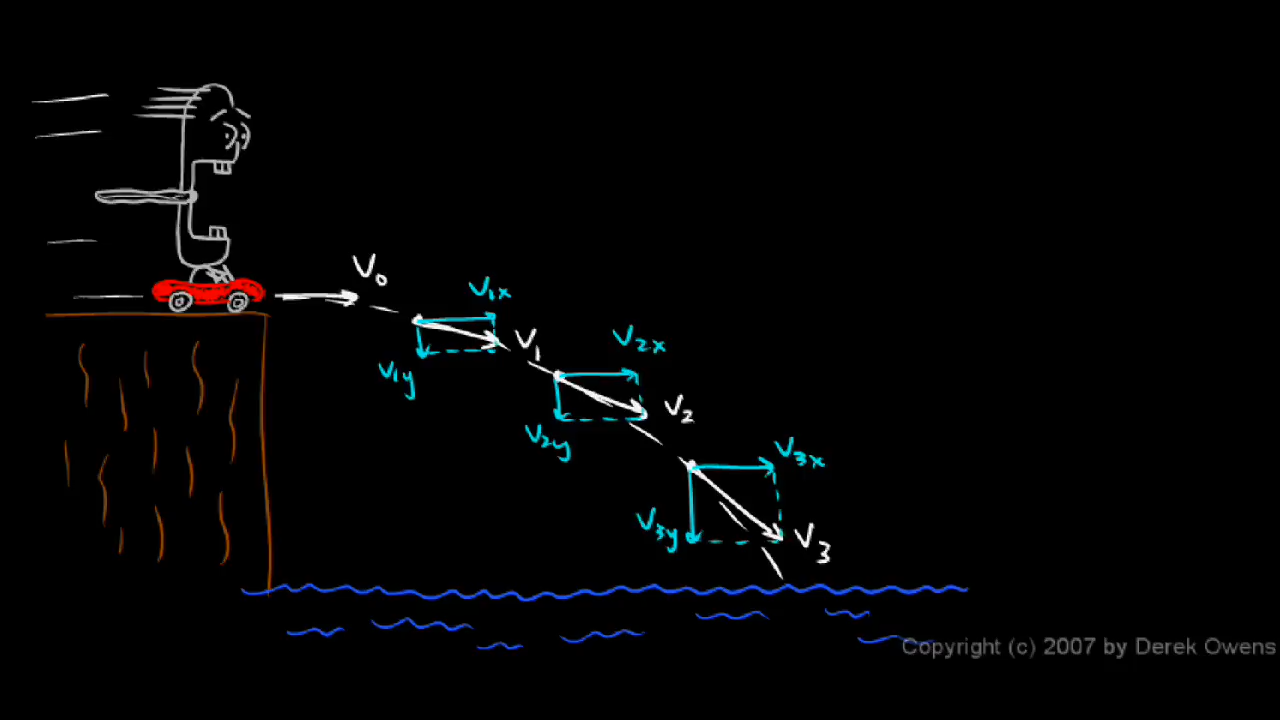 V₀
V₁ₓ
V₁
V₁y
V₂ₓ
V₂
V₂y
V₃ₓ
V₃y
V₃
Copyright (c) 2007 by Derek Owens